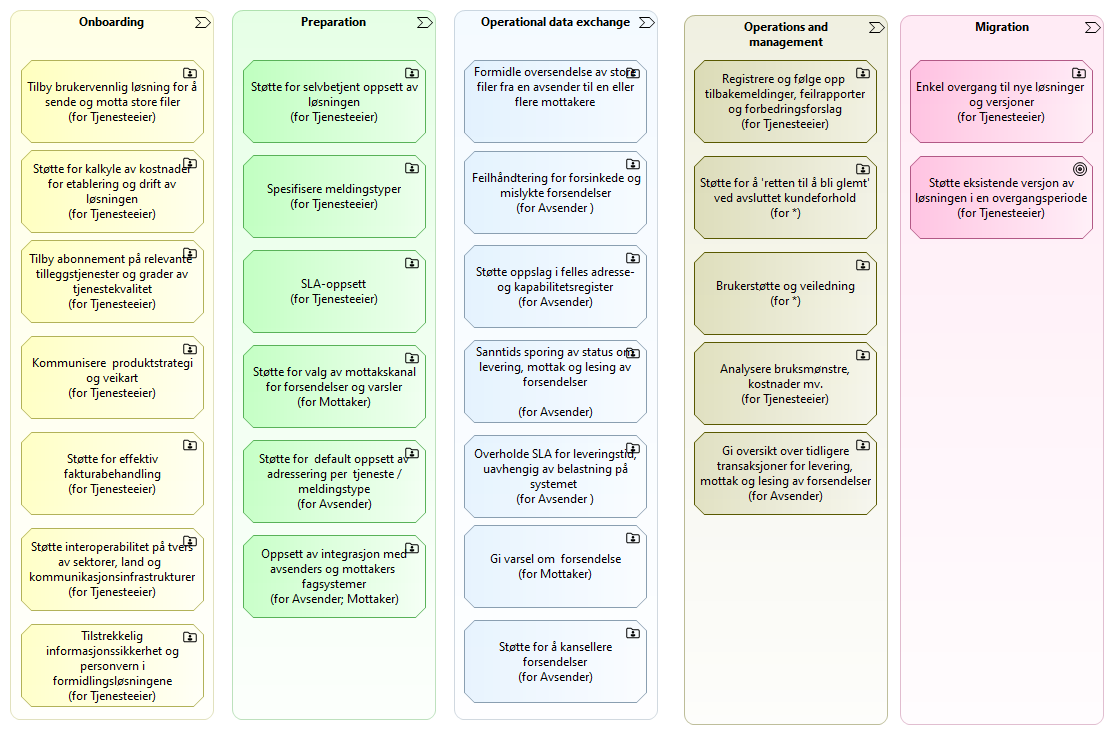 Onboarding
Tilby brukervennlig løsning for å
sende og motta store filer
(for Tjenesteeier)
Støtte for kalkyle av kostnader
for etablering og drift av
løsningen
(for Tjenesteeier)
Tilby abonnement på relevante
tilleggstjenester og grader av
tjenestekvalitet
(for Tjenesteeier)
Kommunisere  produktstrategi
og veikart
(for Tjenesteeier)
Støtte for effektiv
fakturabehandling
(for Tjenesteeier)
Støtte interoperabilitet på tvers
av sektorer, land og
kommunikasjonsinfrastrukturer
(for Tjenesteeier)
Tilstrekkelig
informasjonssikkerhet og
personvern i
formidlingsløsningene
(for Tjenesteeier)
Preparation
Støtte for selvbetjent oppsett av
løsningen
(for Tjenesteeier)
Spesifisere meldingstyper
(for Tjenesteeier)
SLA-oppsett
(for Tjenesteeier)
Støtte for valg av mottakskanal
for forsendelser og varsler
(for Mottaker)
Støtte for  default oppsett av
adressering per  tjeneste /
meldingstype
(for Avsender)
Oppsett av integrasjon med
avsenders og mottakers
fagsystemer
(for Avsender; Mottaker)
Operational data exchange
Formidle oversendelse av store
filer fra en avsender til en eller
flere mottakere
Feilhåndtering for forsinkede og
mislykte forsendelser
(for Avsender )
Støtte oppslag i felles adresse-
og kapabilitetsregister
(for Avsender)
Sanntids sporing av status om
levering, mottak og lesing av
forsendelser
(for Avsender)
Overholde SLA for leveringstid,
uavhengig av belastning på
systemet
(for Avsender )
Gi varsel om  forsendelse
(for Mottaker)
Støtte for å kansellere
forsendelser
(for Avsender)
Operations and
management
Registrere og følge opp
tilbakemeldinger, feilrapporter
og forbedringsforslag
(for Tjenesteeier)
Støtte for å 'retten til å bli glemt'
ved avsluttet kundeforhold
(for *)
Brukerstøtte og veiledning
(for *)
Analysere bruksmønstre,
kostnader mv.
(for Tjenesteeier)
Gi oversikt over tidligere
transaksjoner for levering,
mottak og lesing av forsendelser
(for Avsender)
Migration
Enkel overgang til nye løsninger
og versjoner
(for Tjenesteeier)
Støtte eksistende versjon av
løsningen i en overgangsperiode
(for Tjenesteeier)